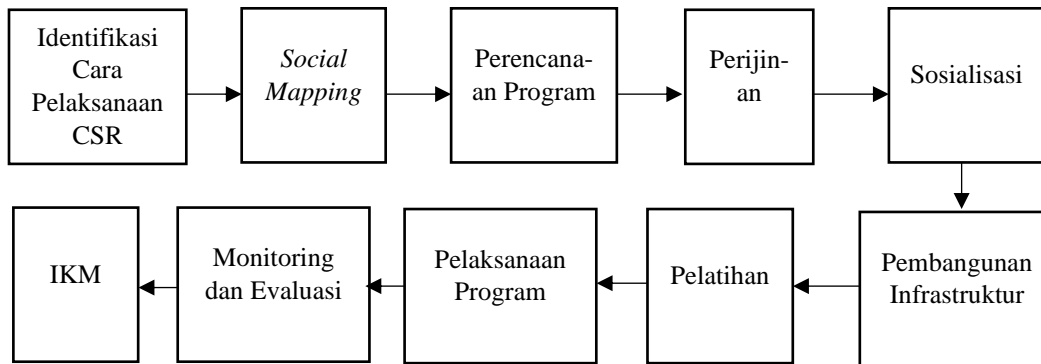 Identifikasi
Cara
Pelaksanaan
CSR
Social
Mapping
Perencana-
an Program
Perijin-
an
Sosialisasi
IKM
Monitoring
dan Evaluasi
Pelaksanaan
Program
Pelatihan
Pembangunan
Infrastruktur